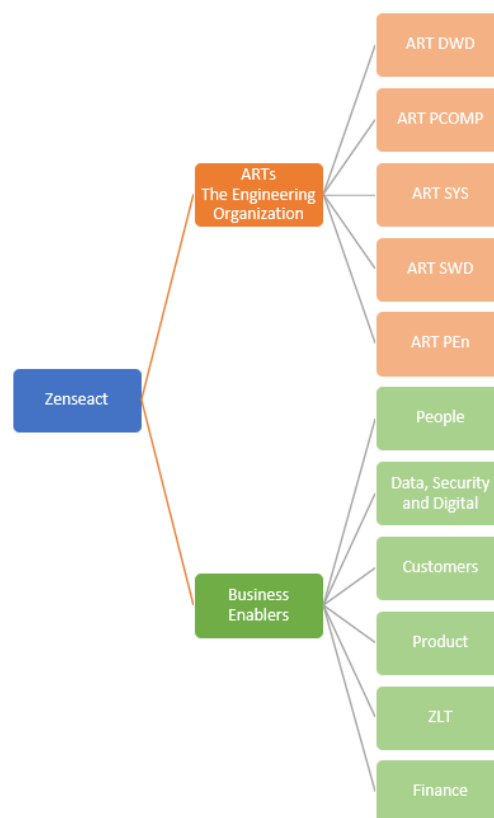 ART DWD
ART PCOMP
ARTs
The Engineering
Organization
ART SYS
ART SWD
ART PEn
Zenseact
People
Data, Security
and Digital
Customers
Business
Enablers
Product
ZLT
Finance